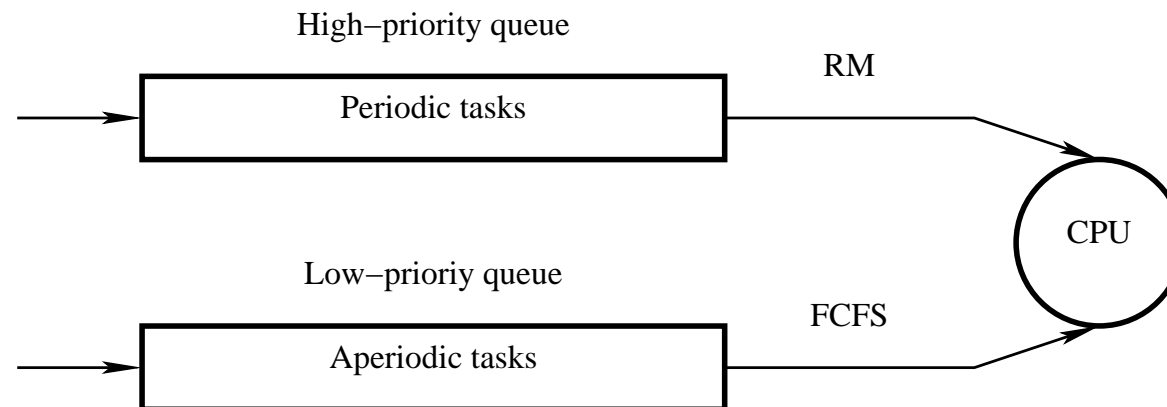 High−priority queue
RM
Periodic tasks
CPU
Low−prioriy queue
FCFS
Aperiodic tasks